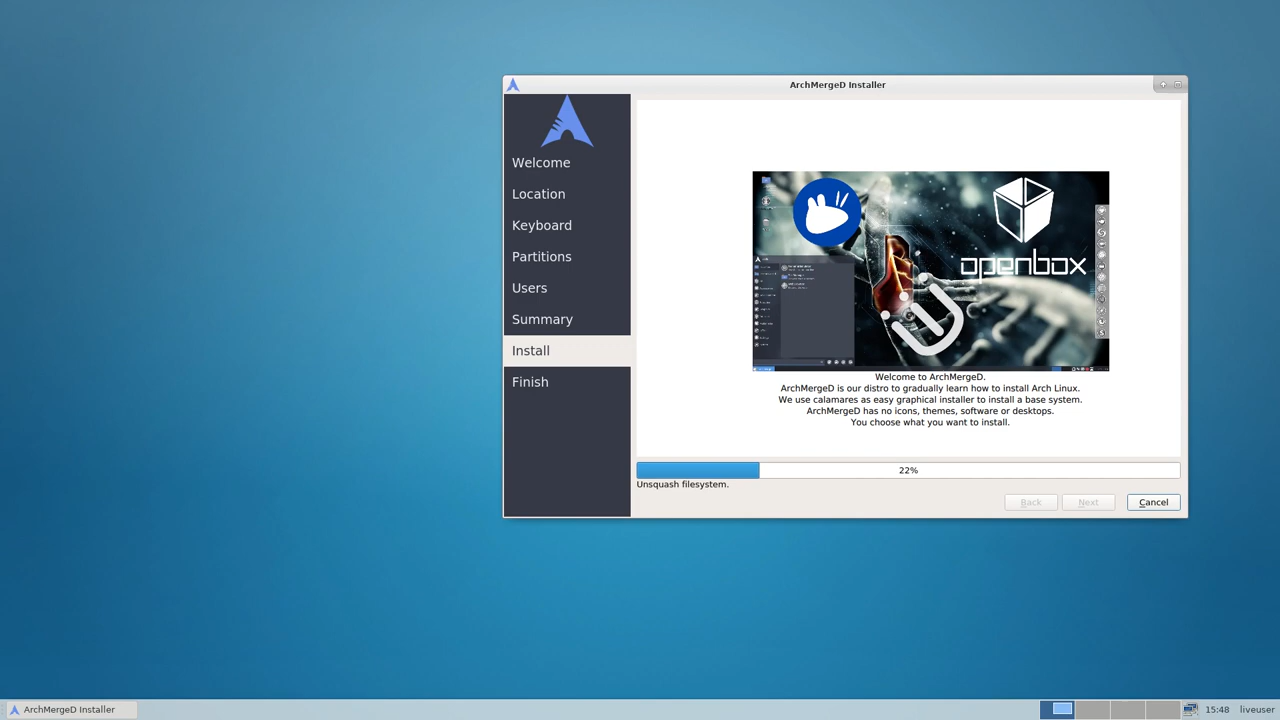 ArchMergeD Installer
Welcome
Location
Keyboard
Partitions
Users
Summary
Install
Finish
openbox
Welcome to ArchMergeD.
ArchMergeD is our distro to gradually learn how to install Arch Linux.
We use calamares as easy graphical installer to install a base system.
ArchMergeD has no icons, themes, software or desktops.
You choose what you want to install.
22%
Unsquash filesystem.
Back Next Cancel
ArchMergeD Installer 15:48 liveuser